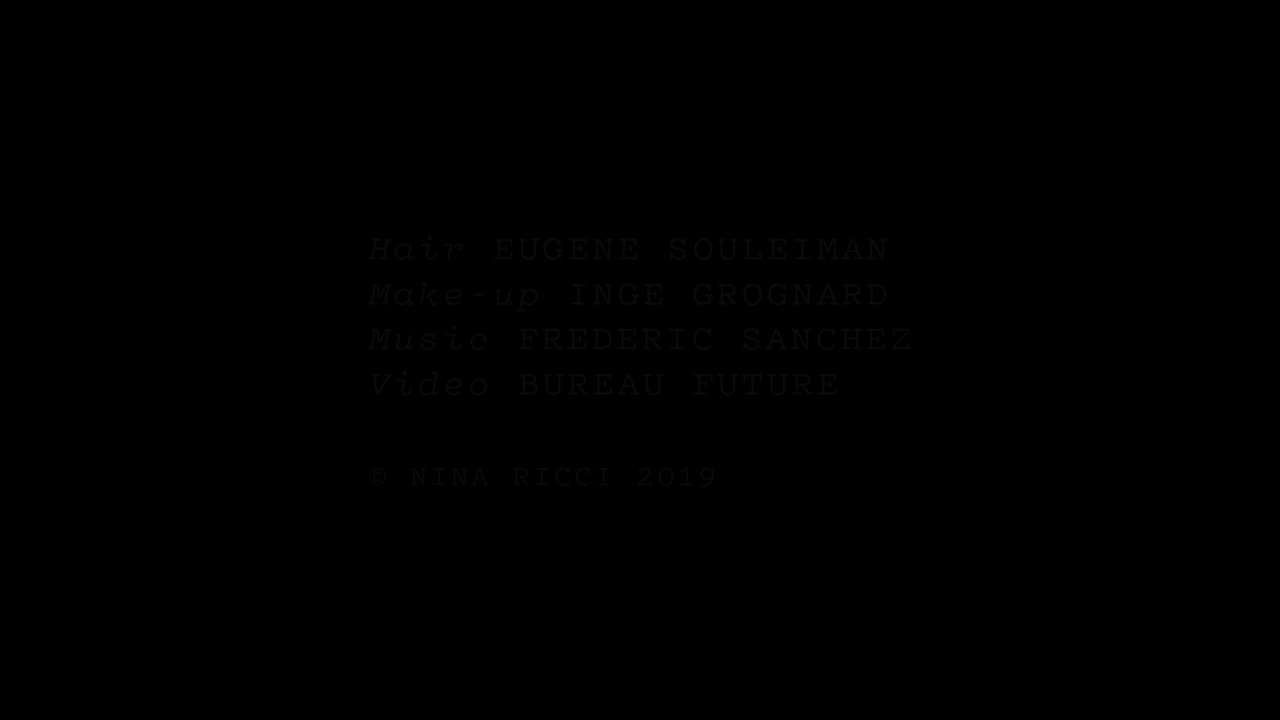 Hair EUGENE SOULEIMAN
Make-up INGE GROGNARD
Music FREDERIC SANCHEZ
Video BUREAU FUTURE
© NINA RICCI 2019